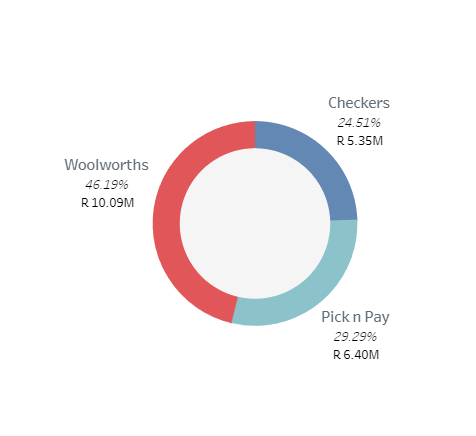 Checkers
24.51%
R 5.35M
Woolworths
46.19%
R 10.09M
Pick n Pay
29.29%
R 6.40M